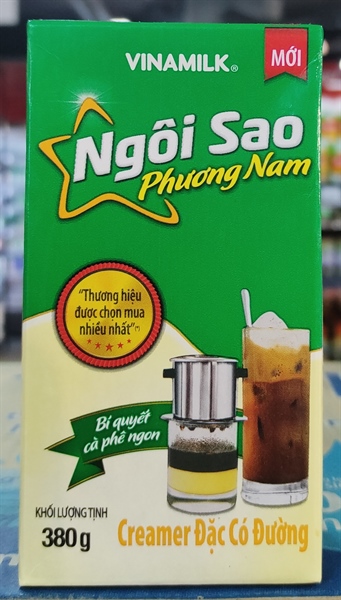 VINAMILK®
MỚI
Ngôi Sao
Phương Nam
"Thương hiệu
được chọn mua
nhiều nhất"(*)
Bí quyết
cà phê ngon
KHỐI LƯỢNG TỊNH
380g
Creamer Đặc Có Đường